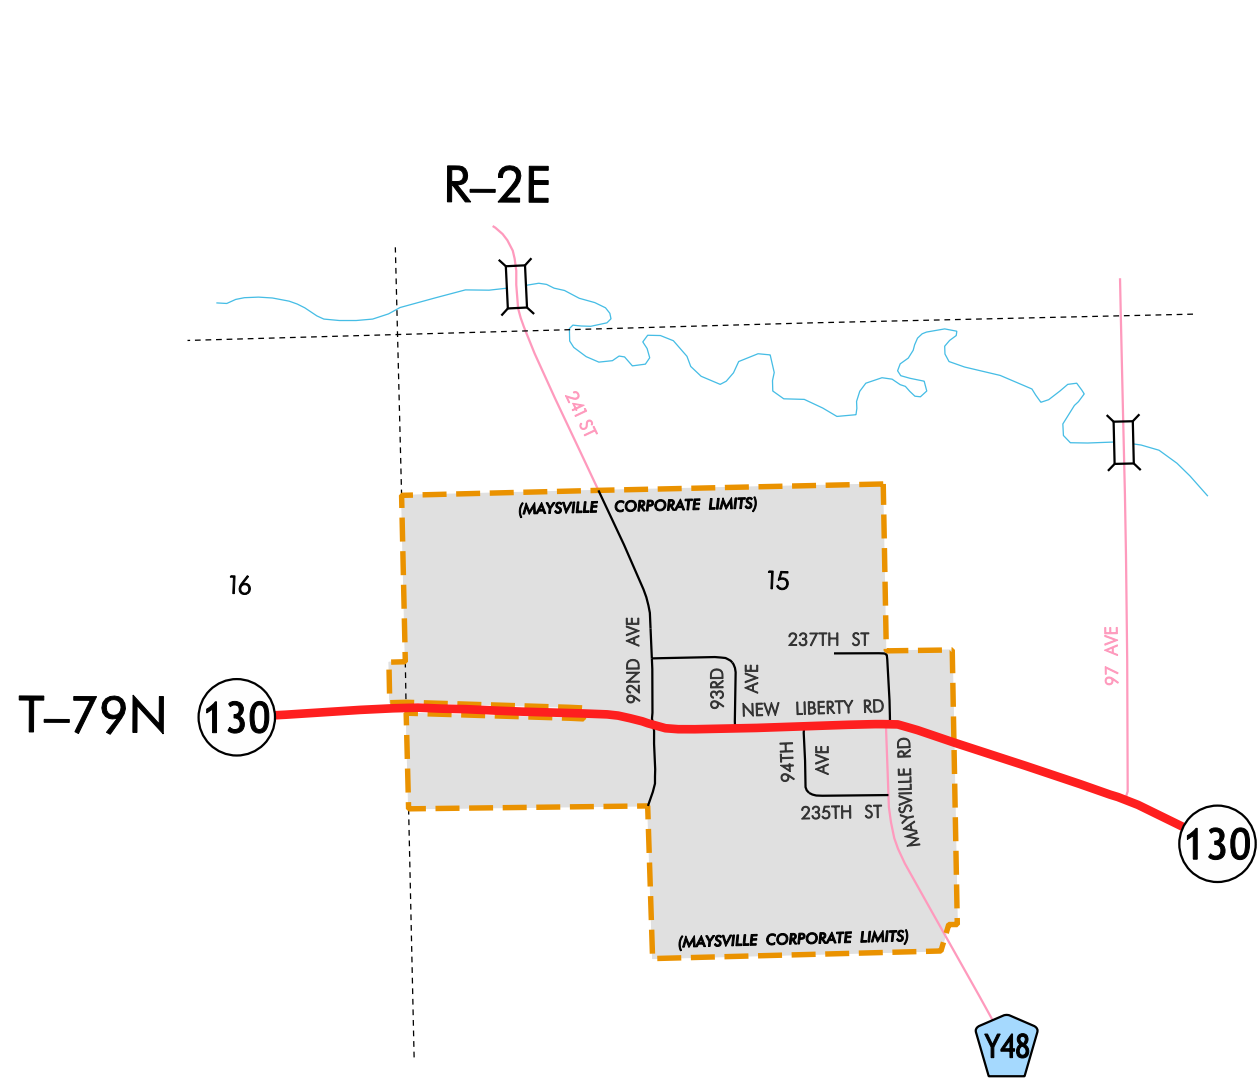 R–2E
241 ST
(MAYSVILLE CORPORATE LIMITS)
16
15
92ND AVE
237TH ST
97 AVE
93RD AVE
T–79N
130
NEW LIBERTY RD
94TH AVE
MAYSVILLE RD
235TH ST
130
(MAYSVILLE CORPORATE LIMITS)
Y48